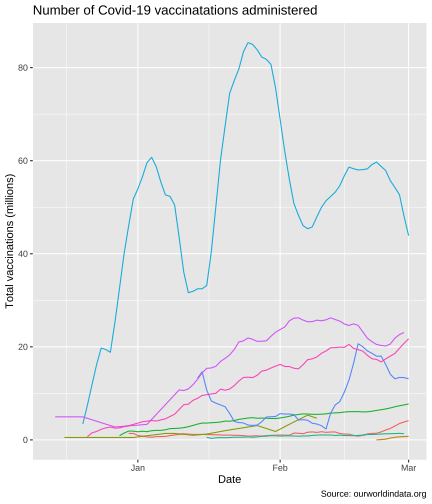 Number of Covid-19 vaccinatations administered
Total vaccinations (millions)
80
60
40
20
0
Jan
Feb
Mar
Date
Source: ourworldindata.org